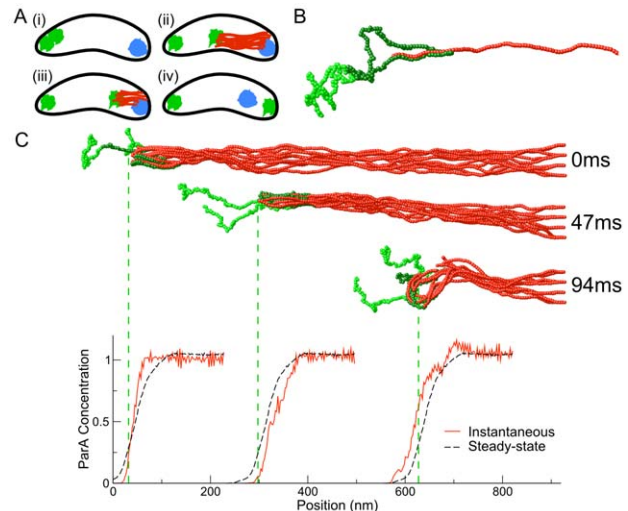 A (i) (ii)
(iii) (iv)
B
C
0ms
47ms
94ms
ParA Concentration
1
0.5
0
Instantaneous
Steady-state
0 200 400 600 800
Position (nm)